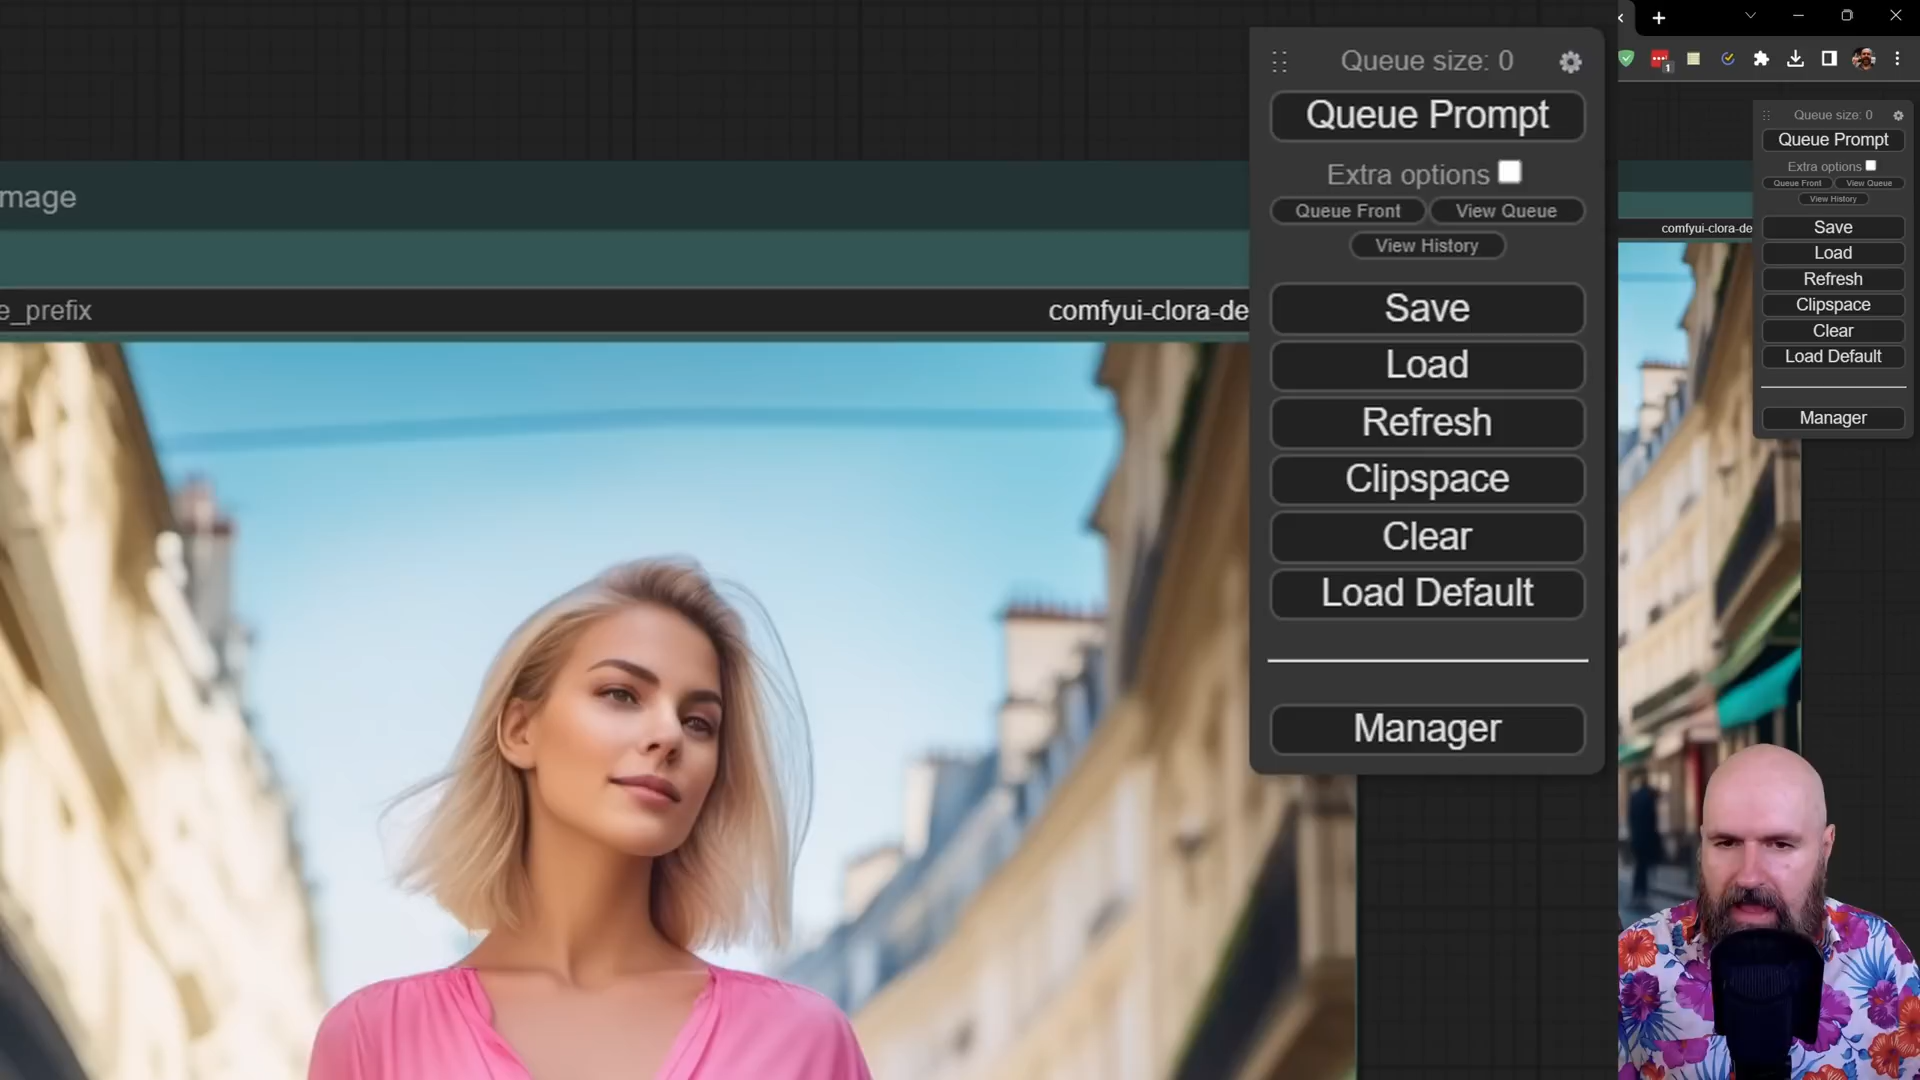 mage
e_prefix
comfyui-clora-de
Queue size: 0
Queue Prompt
Extra options
Queue Front
View Queue
View History
Save
Load
Refresh
Clipspace
Clear
Load Default
Manager
1
Queue size: 0
Queue Prompt
Extra options
Queue Front
View Queue
View History
comfyui-clora-de
Save
Load
Refresh
Clipspace
Clear
Load Default
Manager